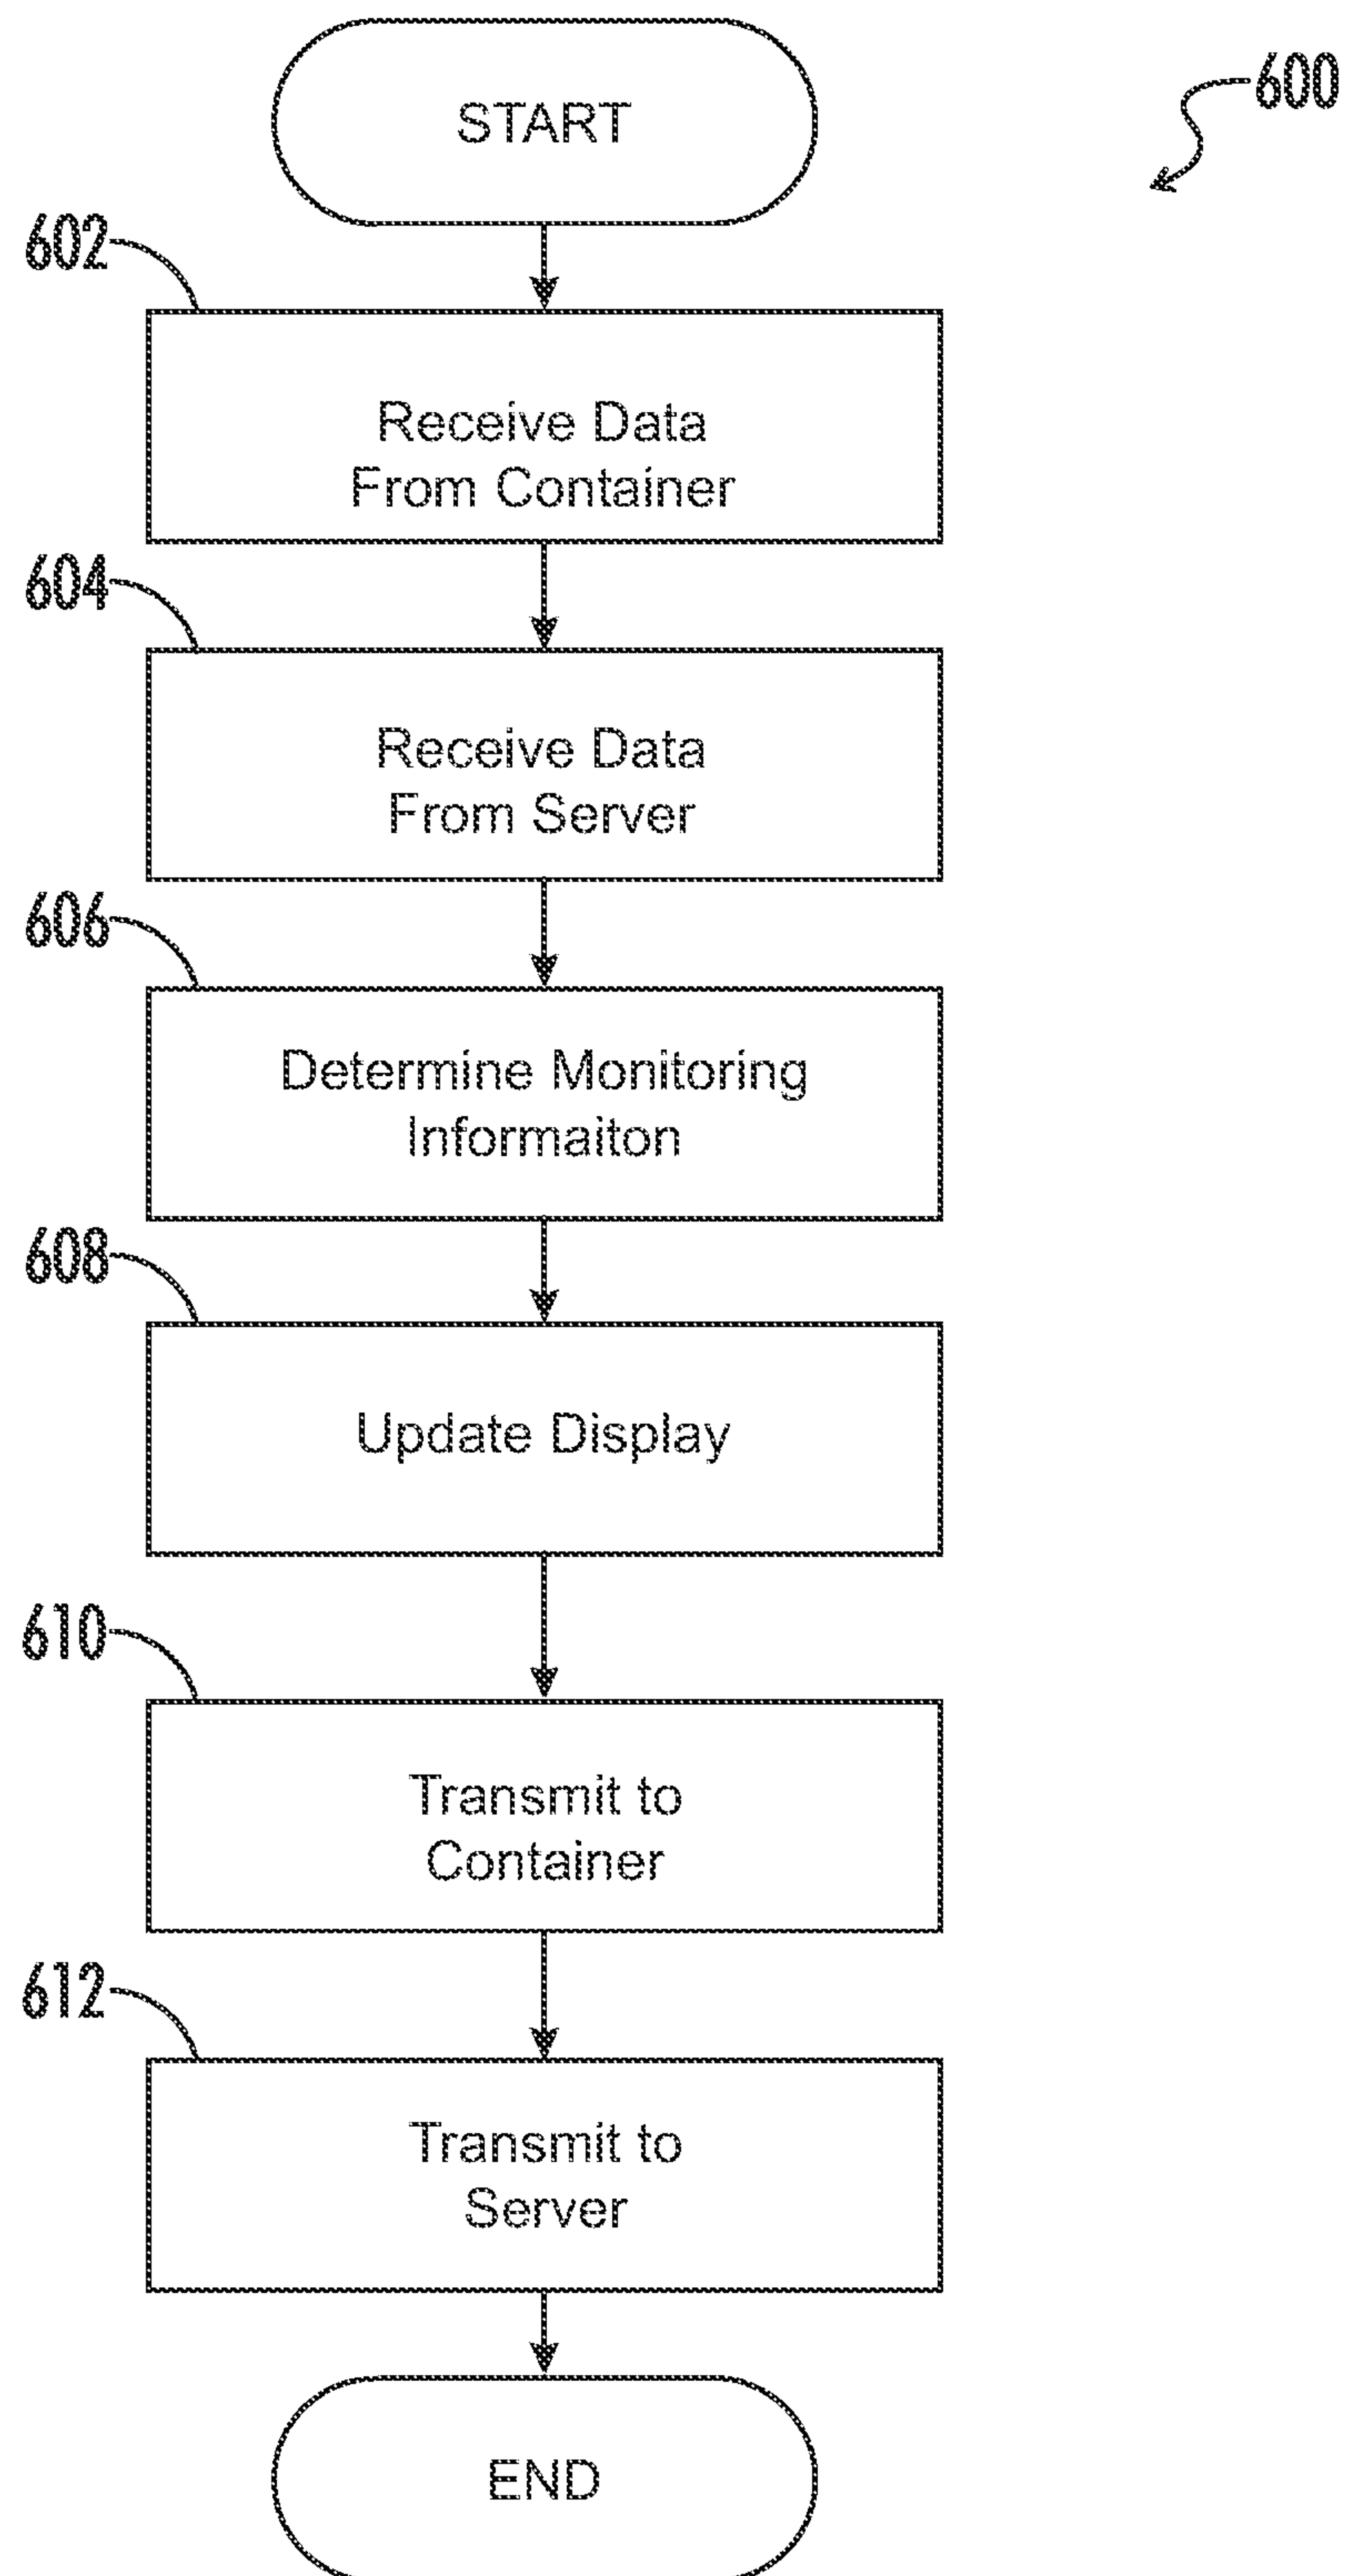 START
600
602
Receive Data
From Container
604
Receive Data
From Server
606
Determine Monitoring
Informaiton
608
Update Display
610
Transmit to
Container
612
Transmit to
Server
END